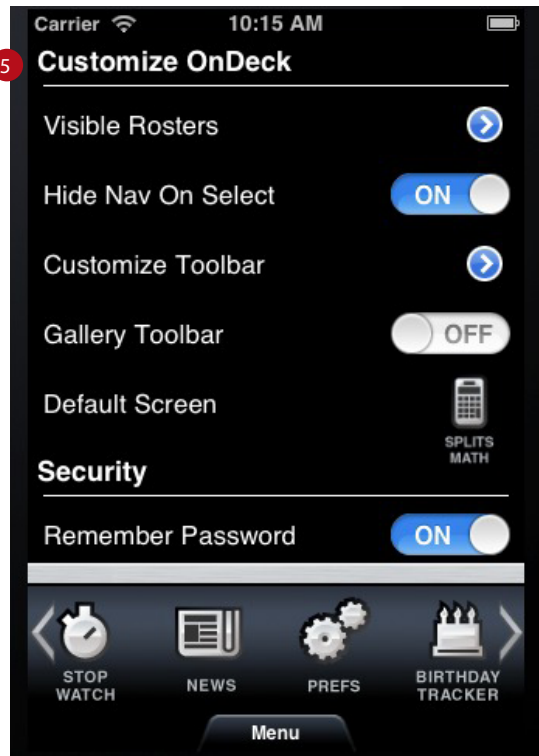 Carrier 10:15 AM
5
Customize OnDeck
Visible Rosters
Hide Nav On Select ON
Customize Toolbar
Gallery Toolbar OFF
Default Screen
SPLITS
MATH
Security
Remember Password ON
STOP
WATCH
NEWS
PREFS
BIRTHDAY
TRACKER
Menu